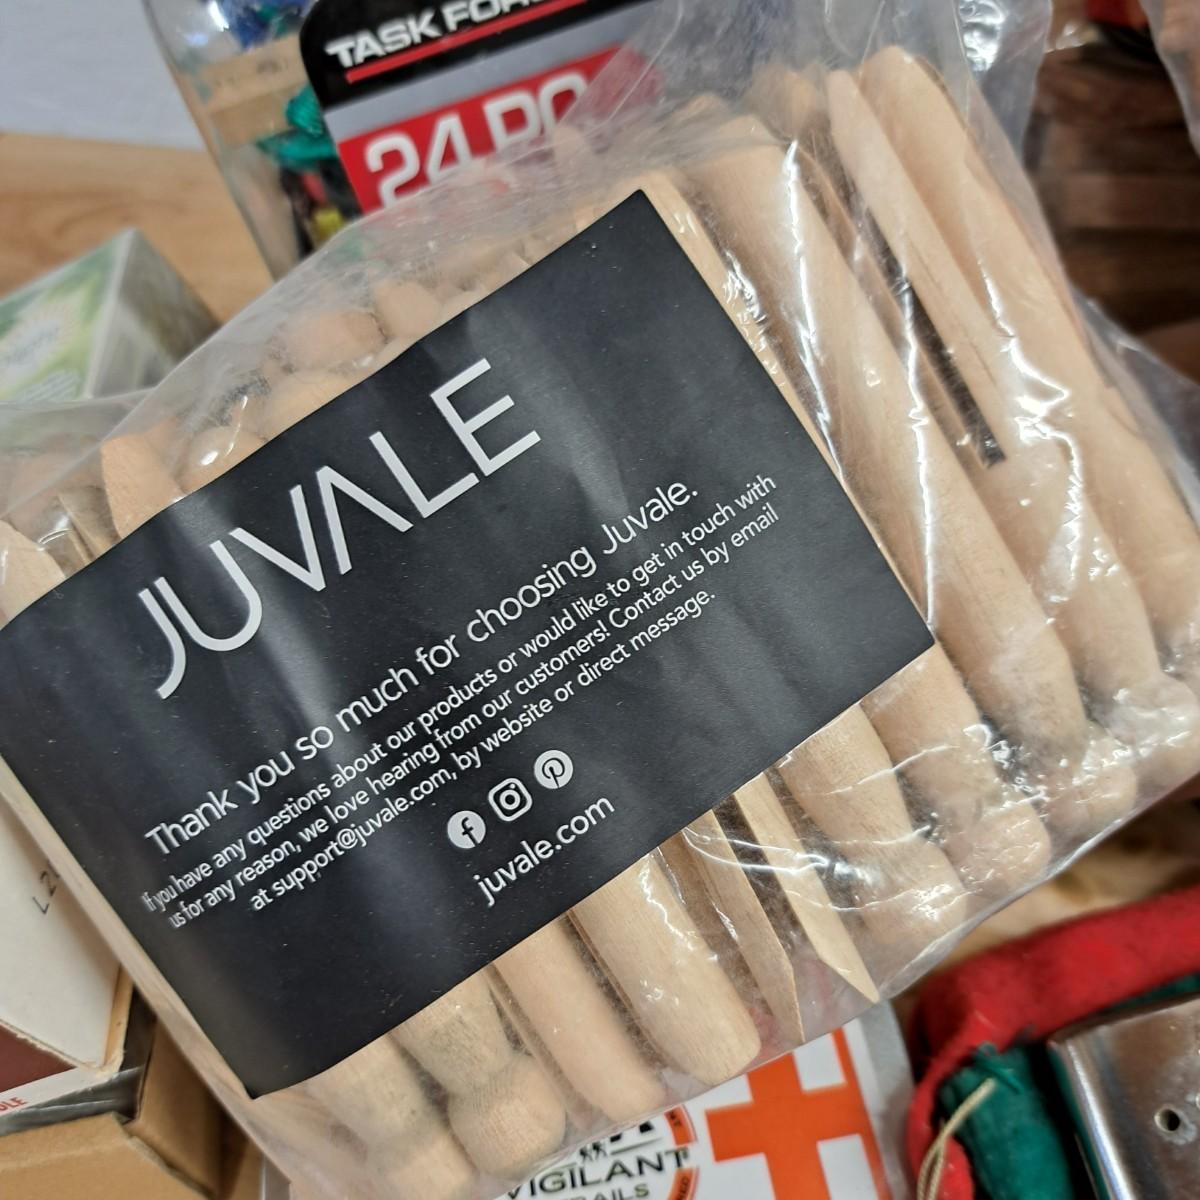 TASK FOR
24 PC
JUVALE
Thank you so much for choosing Juvale.
If you have any questions about our products or would like to get in touch with
us for any reason, we love hearing from our customers! Contact us by email
at support@juvale.com, by website or direct message.
juvale.com
VIGILANT
RAILS